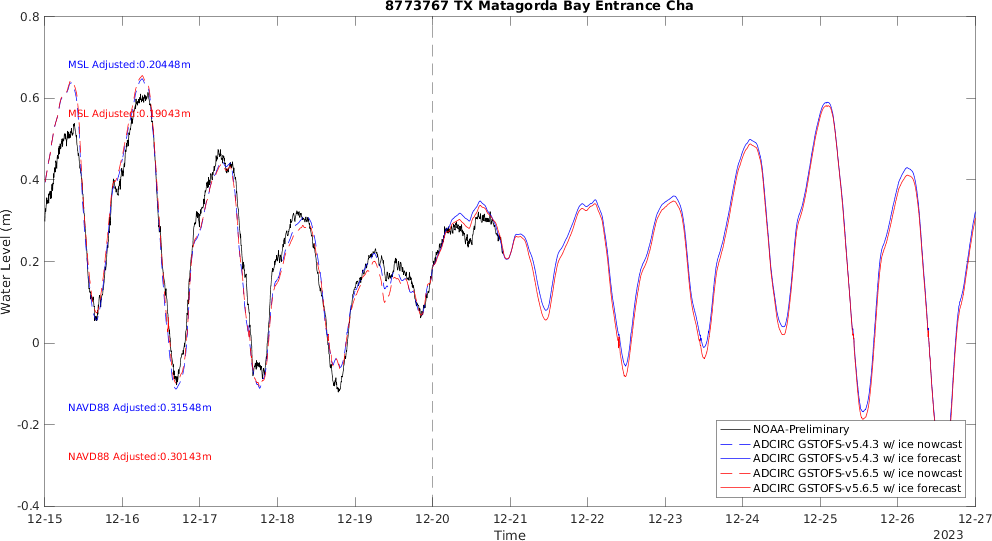 8773767 TX Matagorda Bay Entrance Cha
0.8
0.6
0.4
0.2
0
-0.2
-0.4
Water Level (m)
MSL Adjusted:0.20448m
MSL Adjusted:0.19043m
NAVD88 Adjusted:0.31548m
NAVD88 Adjusted:0.30143m
NOAA-Preliminary
ADCIRC GSTOFS-v5.4.3 w/ ice nowcast
ADCIRC GSTOFS-v5.4.3 w/ ice forecast
ADCIRC GSTOFS-v5.6.5 w/ ice nowcast
ADCIRC GSTOFS-v5.6.5 w/ ice forecast
12-15 12-16 12-17 12-18 12-19 12-20 12-21 12-22 12-23 12-24 12-25 12-26 12-27
Time
2023